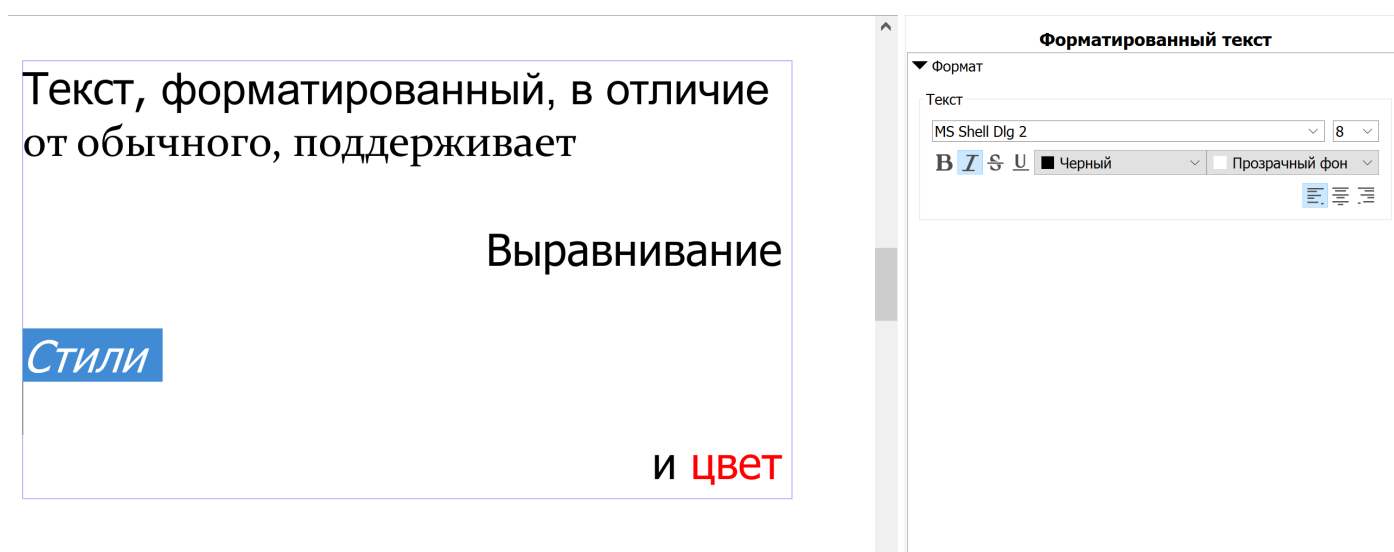 Текст, форматированный, в отличие
от обычного, поддерживает
Выравнивание
Стили
и цвет
Форматированный текст
Формат
Текст
MS Shell Dlg 2 8
B I S U Черный Прозрачный фон